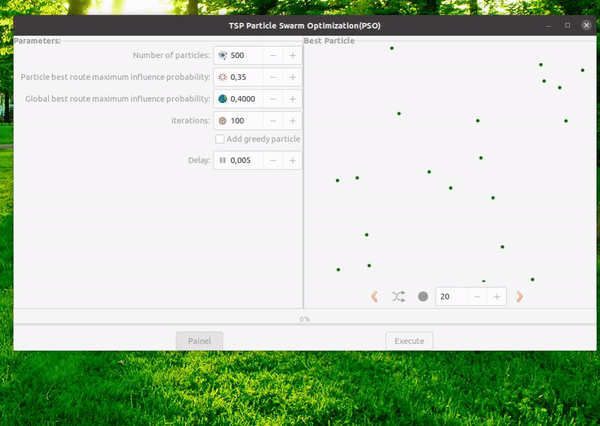 TSP Particle Swarm Optimization(PSO)
Parameters:
Best Particle
Number of particles: 500
Particle best route maximum influence probability: 0,35
Global best route maximum influence probability: 0,4000
iterations: 100
Add greedy particle
Delay: 0,005
20
0%
Painel
Execute